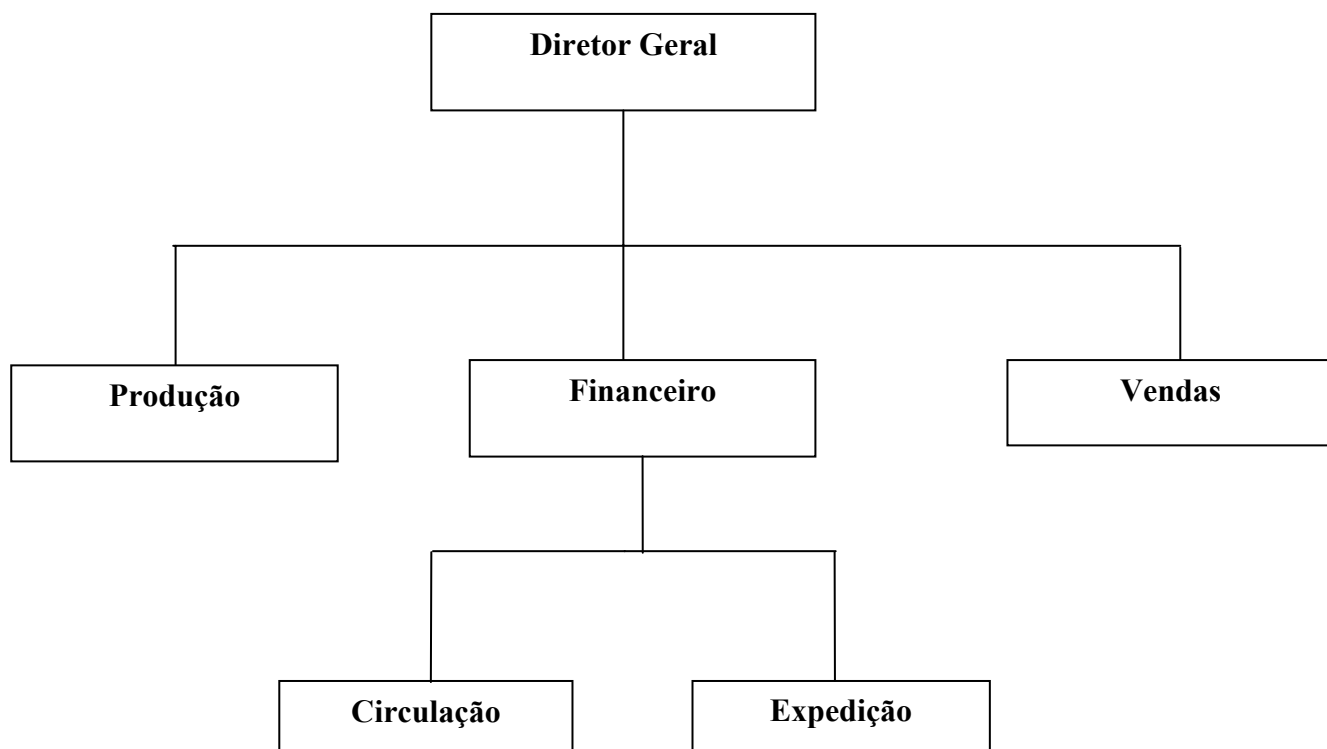 Diretor Geral
Produção
Financeiro
Vendas
Circulação
Expedição